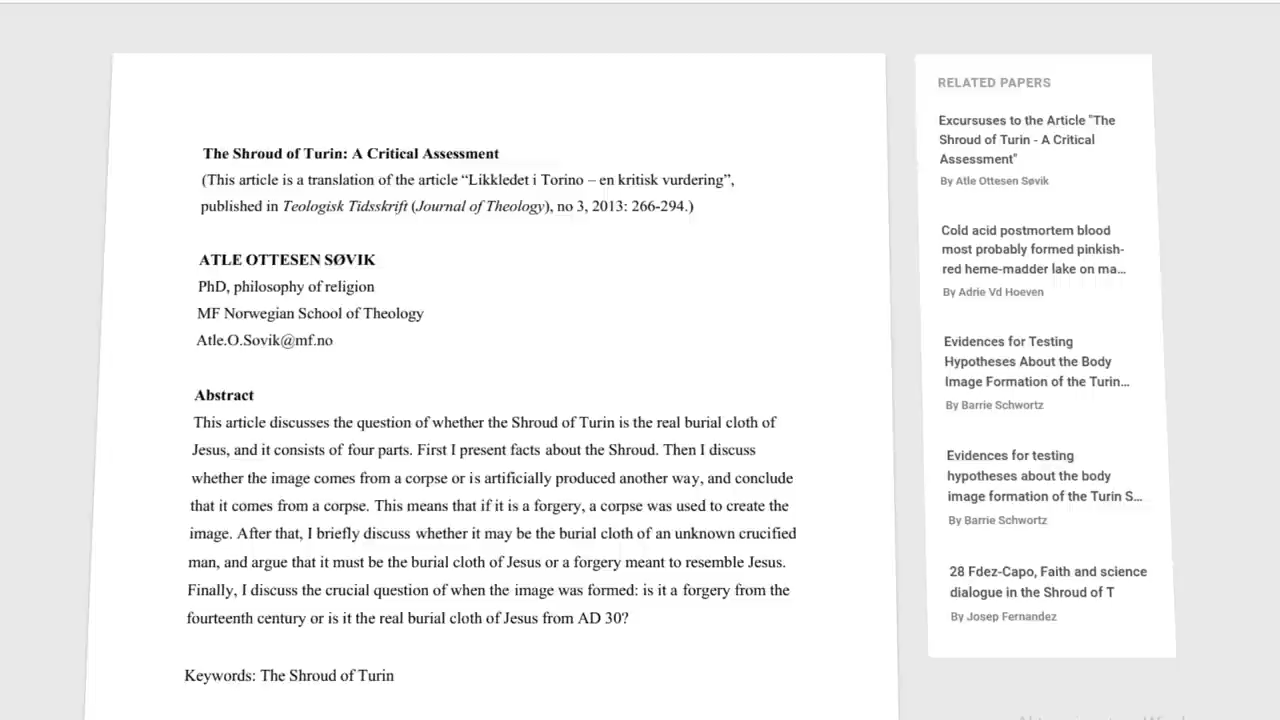 The Shroud of Turin: A Critical Assessment
(This article is a translation of the article “Likkledet i Torino – en kritisk vurdering”,
published in Teologisk Tidsskrift (Journal of Theology), no 3, 2013: 266-294.)
ATLE OTTESEN SØVIK
PhD, philosophy of religion
MF Norwegian School of Theology
Atle.O.Sovik@mf.no
Abstract
This article discusses the question of whether the Shroud of Turin is the real burial cloth of
Jesus, and it consists of four parts. First I present facts about the Shroud. Then I discuss
whether the image comes from a corpse or is artificially produced another way, and conclude
that it comes from a corpse. This means that if it is a forgery, a corpse was used to create the
image. After that, I briefly discuss whether it may be the burial cloth of an unknown crucified
man, and argue that it must be the burial cloth of Jesus or a forgery meant to resemble Jesus.
Finally, I discuss the crucial question of when the image was formed: is it a forgery from the
fourteenth century or is it the real burial cloth of Jesus from AD 30?
Keywords: The Shroud of Turin
RELATED PAPERS
Excursuses to the Article "The
Shroud of Turin - A Critical
Assessment"
By Atle Ottesen Søvik
Cold acid postmortem blood
most probably formed pinkish-
red heme-madder lake on ma...
By Adrie Vd Hoeven
Evidences for Testing
Hypotheses About the Body
Image Formation of the Turin...
By Barrie Schwortz
Evidences for testing
hypotheses about the body
image formation of the Turin S...
By Barrie Schwortz
28 Fdez-Capo, Faith and science
dialogue in the Shroud of T
By Josep Fernandez